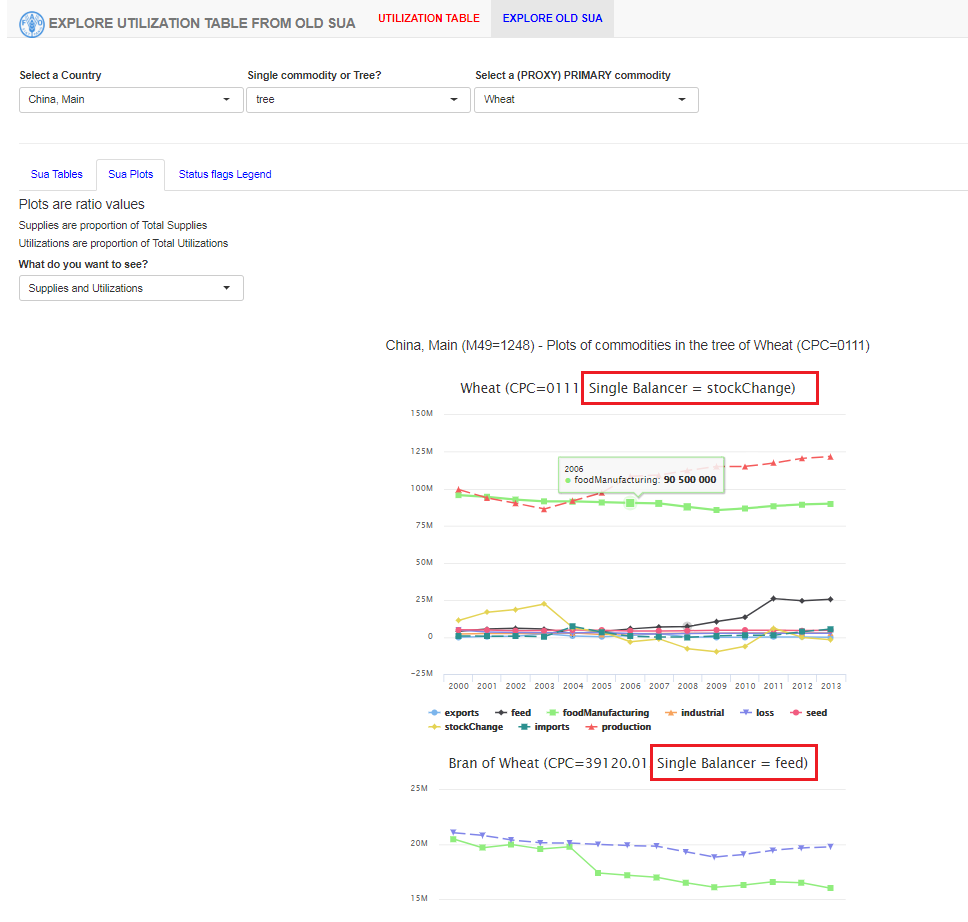 EXPLORE UTILIZATION TABLE FROM OLD SUA
UTILIZATION TABLE
EXPLORE OLD SUA
Select a Country
Single commodity or Tree?
Select a (PROXY) PRIMARY commodity
China, Main
tree
Wheat
Sua Tables
Sua Plots
Status flags Legend
Plots are ratio values
Supplies are proportion of Total Supplies
Utilizations are proportion of Total Utilizations
What do you want to see?
Supplies and Utilizations
China, Main (M49=1248) - Plots of commodities in the tree of Wheat (CPC=0111)
Wheat (CPC=0111 Single Balancer = stockChange)
150M
125M
100M
75M
50M
25M
0
−25M
2006
foodManufacturing: 90 500 000
2000 2001 2002 2003 2004 2005 2006 2007 2008 2009 2010 2011 2012 2013
exports feed foodManufacturing industrial loss seed
stockChange imports production
Bran of Wheat (CPC=39120.01 Single Balancer = feed)
25M
20M
15M